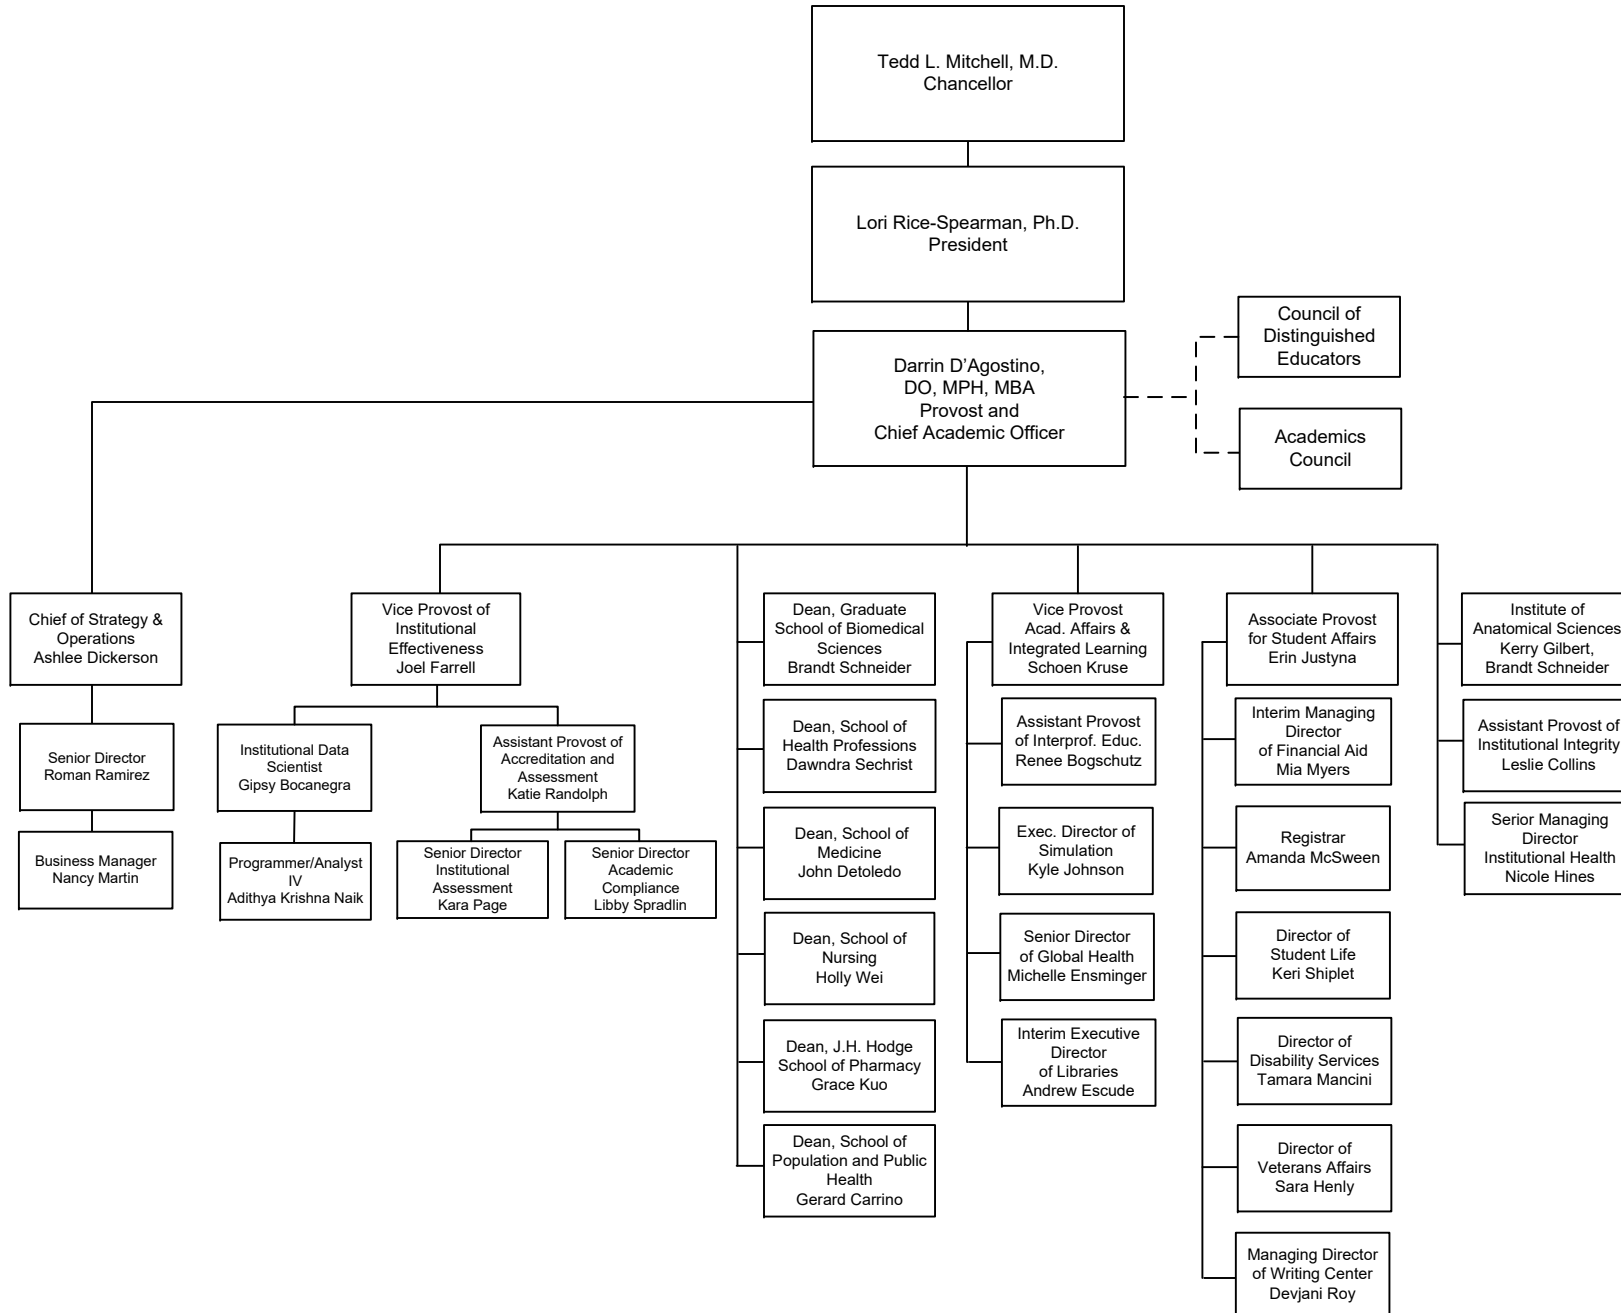 Tedd L. Mitchell, M.D.
Chancellor
Lori Rice-Spearman, Ph.D.
President
Darrin D’Agostino,
DO, MPH, MBA
Provost and
Chief Academic Officer
Council of
Distinguished
Educators
Academics
Council
Chief of Strategy &
Operations
Ashlee Dickerson
Senior Director
Roman Ramirez
Business Manager
Nancy Martin
Vice Provost of
Institutional
Effectiveness
Joel Farrell
Institutional Data
Scientist
Gipsy Bocanegra
Programmer/Analyst
IV
Adithya Krishna Naik
Assistant Provost of
Accreditation and
Assessment
Katie Randolph
Senior Director
Institutional
Assessment
Kara Page
Senior Director
Academic
Compliance
Libby Spradlin
Dean, Graduate
School of Biomedical
Sciences
Brandt Schneider
Dean, School of
Health Professions
Dawndra Sechrist
Dean, School of
Medicine
John Detoledo
Dean, School of
Nursing
Holly Wei
Dean, J.H. Hodge
School of Pharmacy
Grace Kuo
Dean, School of
Population and Public
Health
Gerard Carrino
Vice Provost
Acad. Affairs &
Integrated Learning
Schoen Kruse
Assistant Provost
of Interprof. Educ.
Renee Bogschutz
Exec. Director of
Simulation
Kyle Johnson
Senior Director
of Global Health
Michelle Ensminger
Interim Executive
Director
of Libraries
Andrew Escude
Associate Provost
for Student Affairs
Erin Justyna
Interim Managing
Director
of Financial Aid
Mia Myers
Registrar
Amanda McSween
Director of
Student Life
Keri Shiplet
Director of
Disability Services
Tamara Mancini
Director of
Veterans Affairs
Sara Henly
Managing Director
of Writing Center
Devjani Roy
Institute of
Anatomical Sciences
Kerry Gilbert,
Brandt Schneider
Assistant Provost of
Institutional Integrity
Leslie Collins
Serior Managing
Director
Institutional Health
Nicole Hines